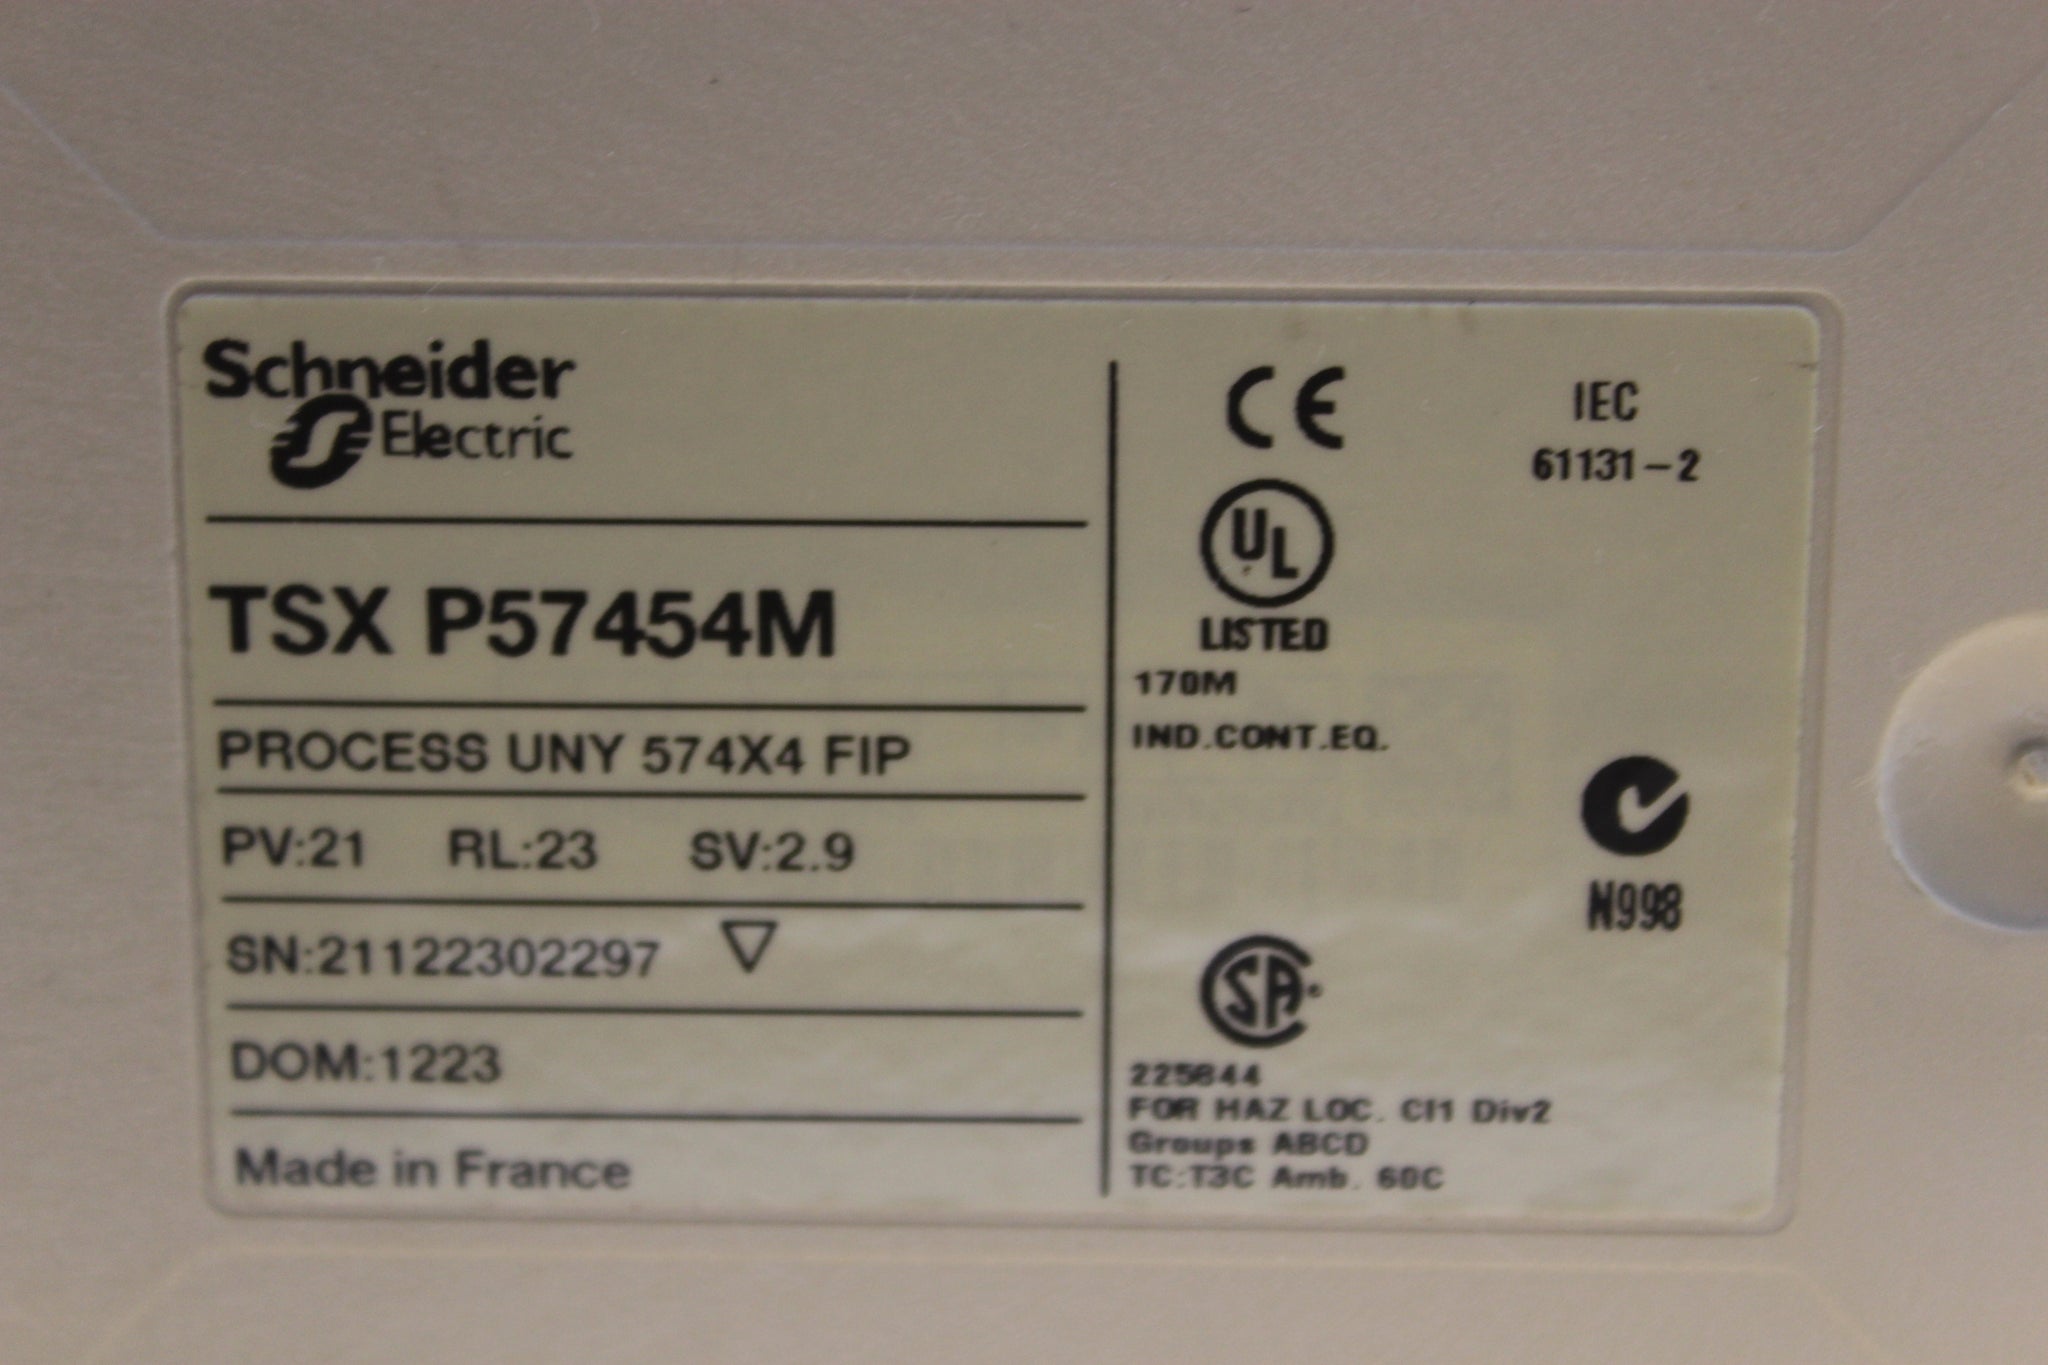 Schneider
Electric
TSX P57454M
PROCESS UNY 574X4 FIP
PV:21 RL:23 SV:2.9
SN:21122302297
DOM:1223
Made in France
CE
IEC
61131-2
UL
LISTED
170M
IND.CONT.EQ.
N998
SA
225844
FOR HAZ LOC. Cl1 Div2
Groups ABCD
TC:T3C Amb. 60C